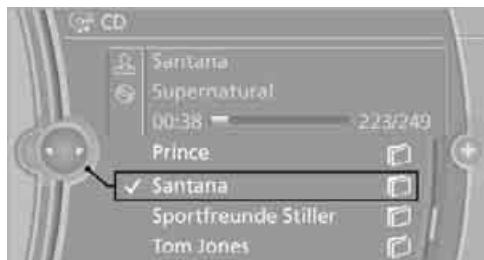 CD
Santana
Supernatural
00:38 223/249
Prince
Santana
Sportfreunde Stiller
Tom Jones